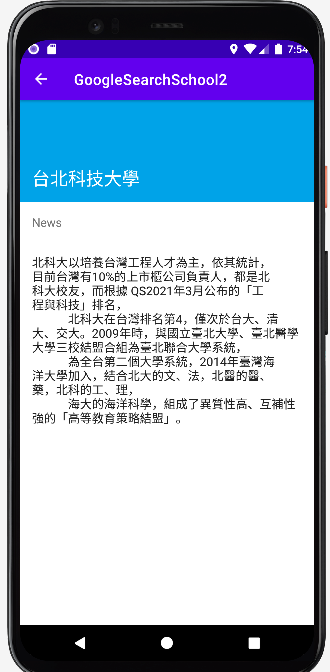 7:54
GoogleSearchSchool2
台北科技大學
News
北科大以培養台灣工程人才為主，依其統計，
目前台灣有10%的上市櫃公司負責人，都是北
科大校友，而根據 QS2021年3月公布的「工
程與科技」排名，
北科大在台灣排名第4，僅次於台大、清
大、交大。2009年時，與國立臺北大學、臺北醫學
大學三校結盟合組為臺北聯合大學系統，
為全台第二個大學系統，2014年臺灣海
洋大學加入，結合北大的文、法，北醫的醫、
藥，北科的工、理，
海大的海洋科學，組成了異質性高、互補性
強的「高等教育策略結盟」。